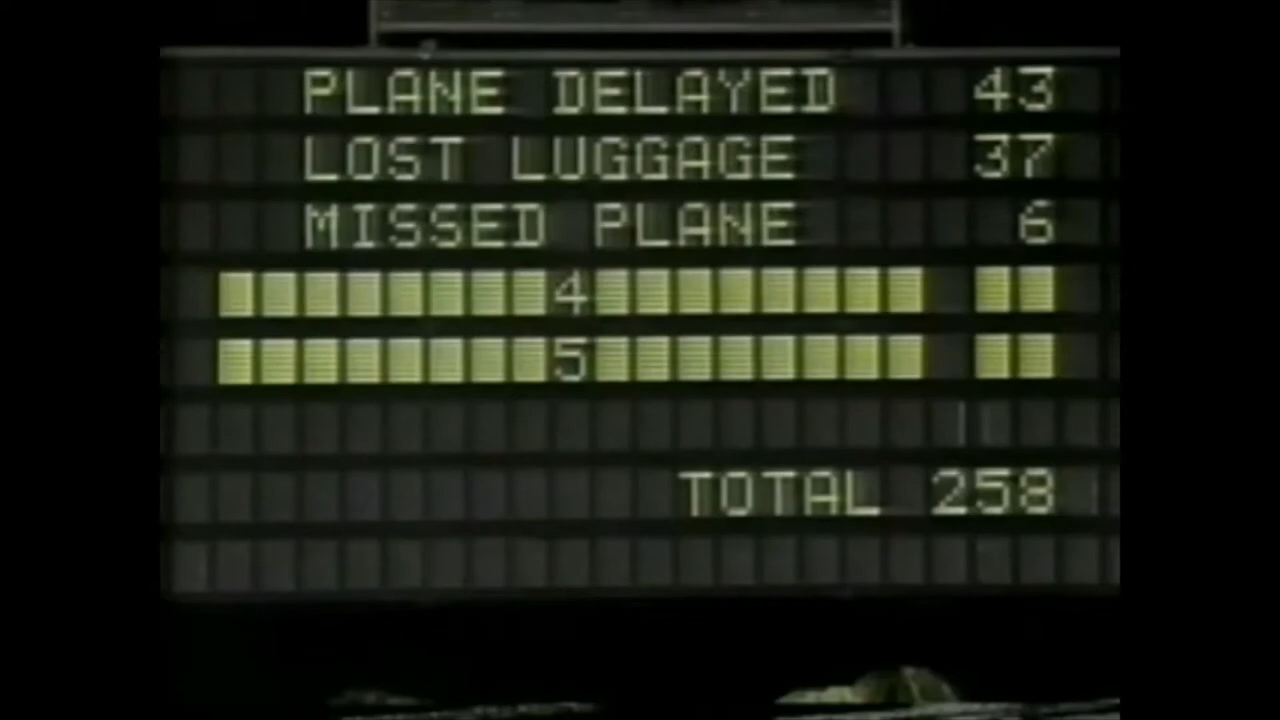 PLANE DELAYED 43
LOST LUGGAGE 37
MISSED PLANE 6
4
5
TOTAL 258